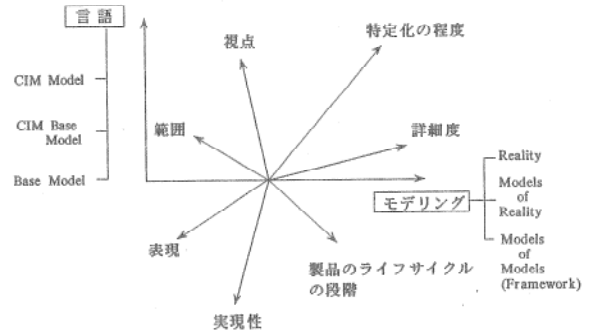 言語
視点
特定化の程度
CIM Model
CIM Base
Model
範囲
詳細度
Base Model
Reality
モデリング
Models
of
Reality
表現
製品のライフサイクル
の段階
Models
of
Models
(Framework)
実現性